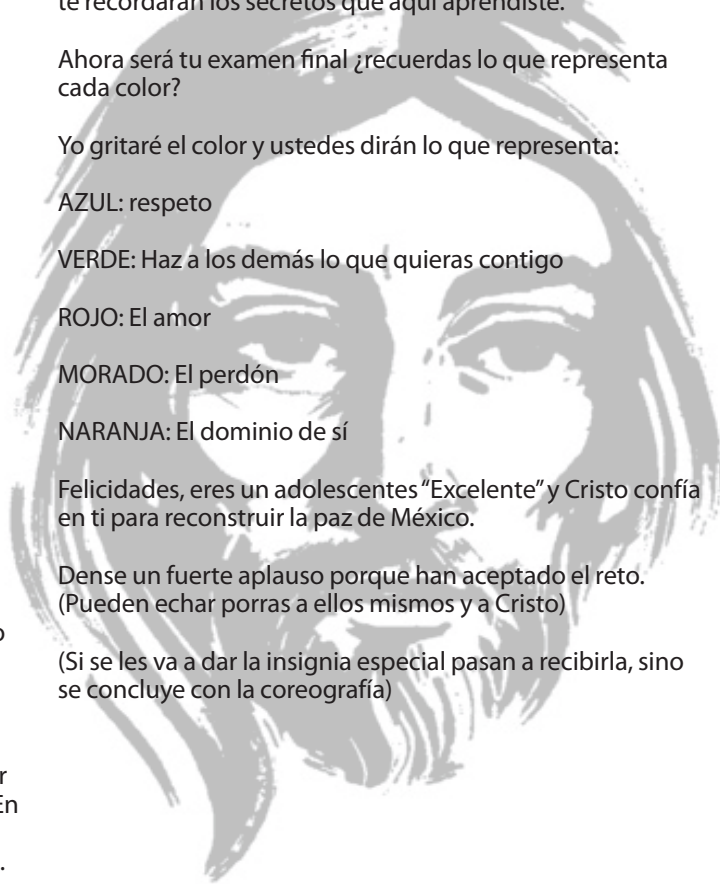 te recordarán los secretos que aquí aprendiste.
Ahora será tu examen final ¿recuerdas lo que representa
cada color?
Yo gritaré el color y ustedes dirán lo que representa:
AZUL: respeto
VERDE: Haz a los demás lo que quieras contigo
ROJO: El amor
MORADO: El perdón
NARANJA: El dominio de sí
Felicidades, eres un adolescentes “Excelente” y Cristo confía
en ti para reconstruir la paz de México.
Dense un fuerte aplauso porque han aceptado el reto.
(Pueden echar porras a ellos mismos y a Cristo)
(Si se les va a dar la insignia especial pasan a recibirla, sino
se concluye con la coreografía)